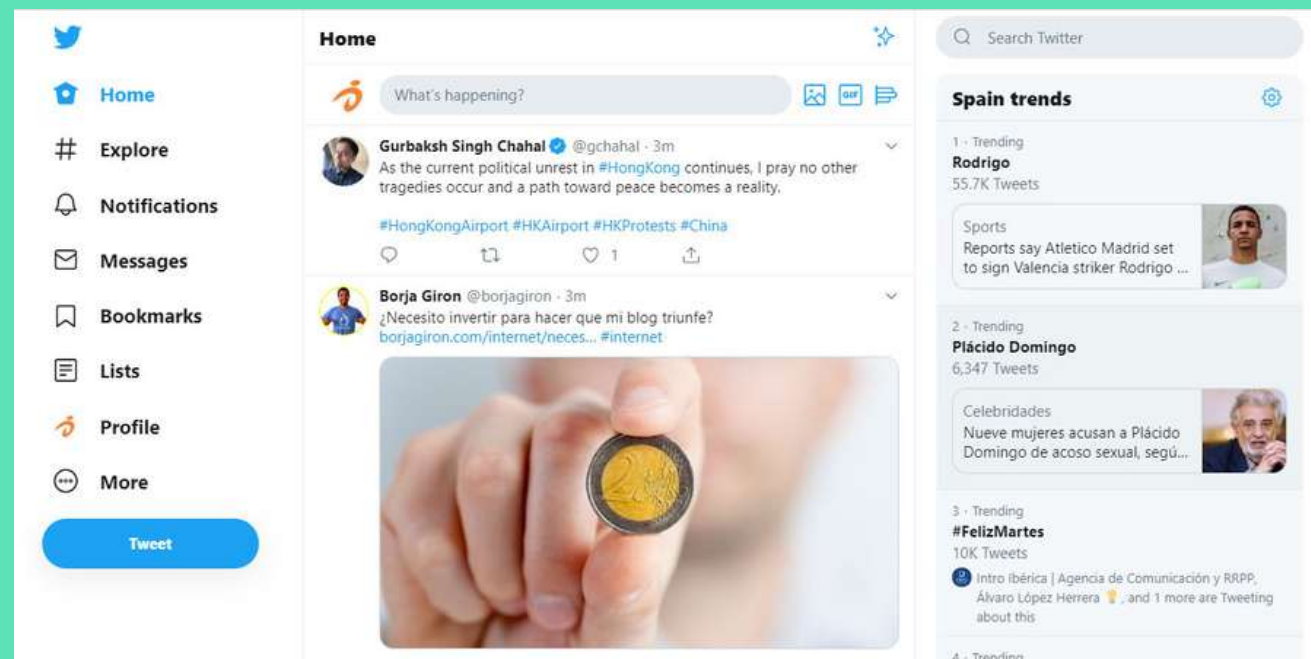 Home
Explore
Notifications
Messages
Bookmarks
Lists
Profile
More
Tweet
Home
What's happening?
GIF
Gurbaksh Singh Chahal @gchahal · 3m
As the current political unrest in #HongKong continues, I pray no other
tragedies occur and a path toward peace becomes a reality.
#HongKongAirport #HKAirport #HKProtests #China
1
Borja Giron @borjagiron · 3m
¿Necesito invertir para hacer que mi blog triunfe?
borjagiron.com/internet/neces... #internet
2
Search Twitter
Spain trends
1 · Trending
Rodrigo
55.7K Tweets
Sports
Reports say Atletico Madrid set
to sign Valencia striker Rodrigo ...
2 · Trending
Plácido Domingo
6,347 Tweets
Celebridades
Nueve mujeres acusan a Plácido
Domingo de acoso sexual, segú...
3 · Trending
#FelizMartes
10K Tweets
Intro Ibérica | Agencia de Comunicación y RRPP,
Álvaro López Herrera 💡, and 1 more are Tweeting
about this
4 · Trending